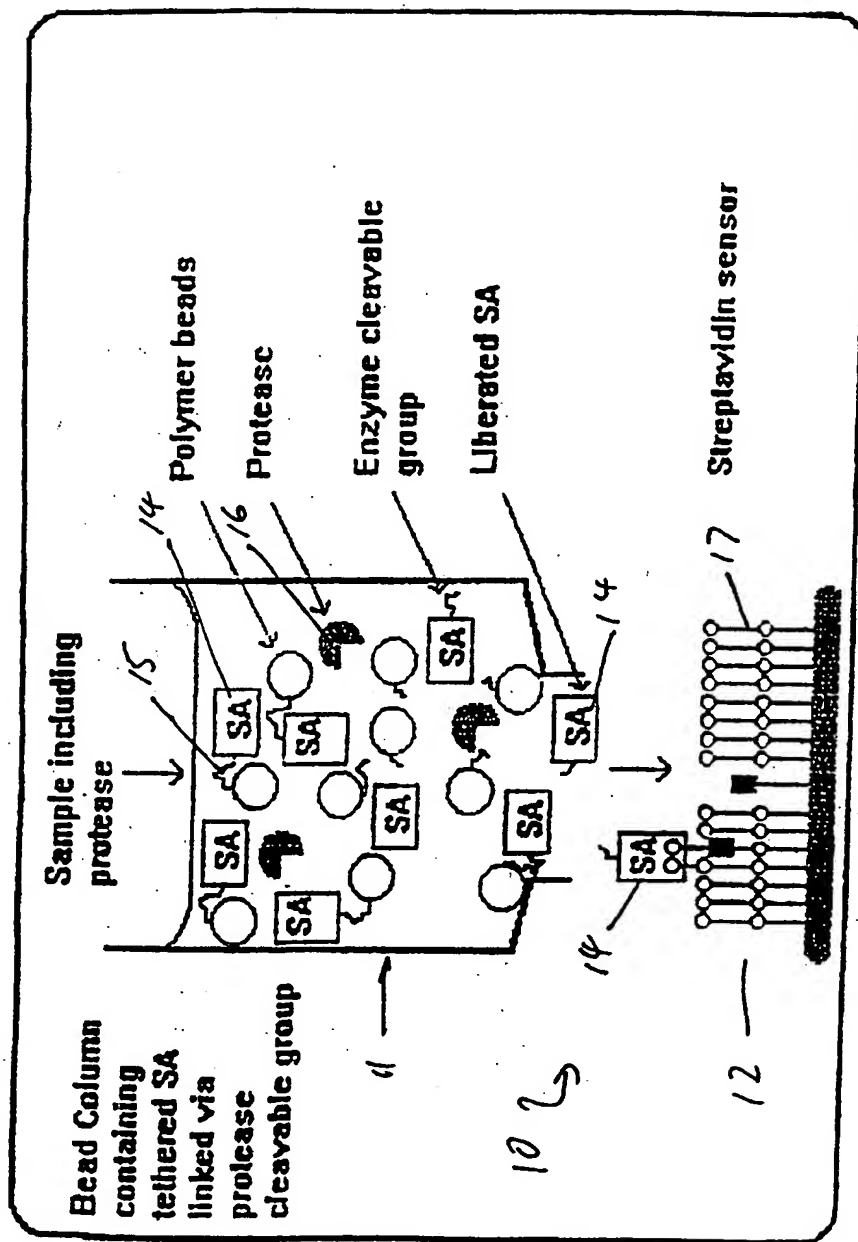 Sample including
protease
Bead Column
containing
tethered SA
linked via
protease
cleavable group
15
14
Polymer beads
16
Protease
Enzyme cleavable
group
Liberated SA
14
SA
SA
SA
SA
SA
SA
SA
SA
SA
11
10
14
12
17
Streptavidin sensor